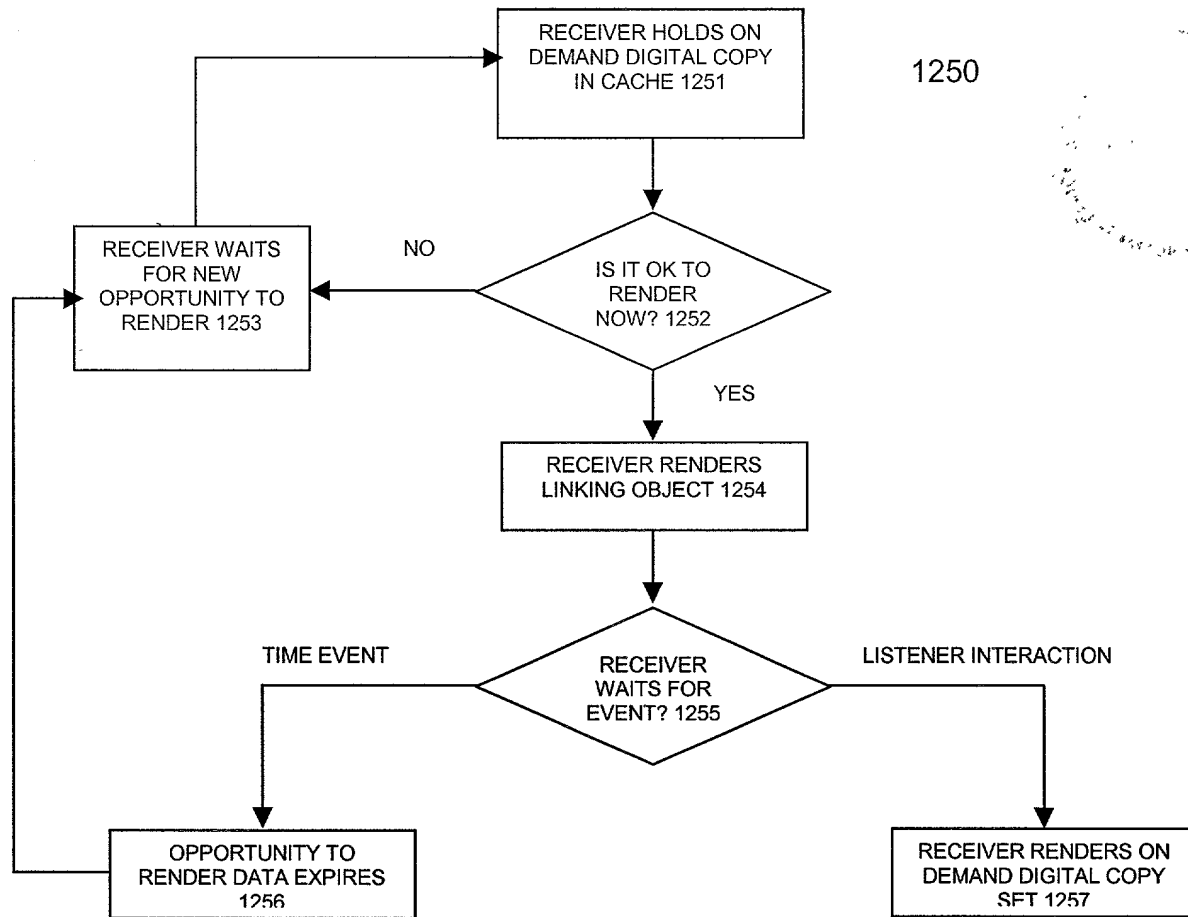 RECEIVER HOLDS ON
DEMAND DIGITAL COPY
IN CACHE 1251
1250
RECEIVER WAITS
FOR NEW
OPPORTUNITY TO
RENDER 1253
NO
IS IT OK TO
RENDER
NOW? 1252
YES
RECEIVER RENDERS
LINKING OBJECT 1254
TIME EVENT
RECEIVER
WAITS FOR
EVENT? 1255
LISTENER INTERACTION
OPPORTUNITY TO
RENDER DATA EXPIRES
1256
RECEIVER RENDERS ON
DEMAND DIGITAL COPY
SET 1257